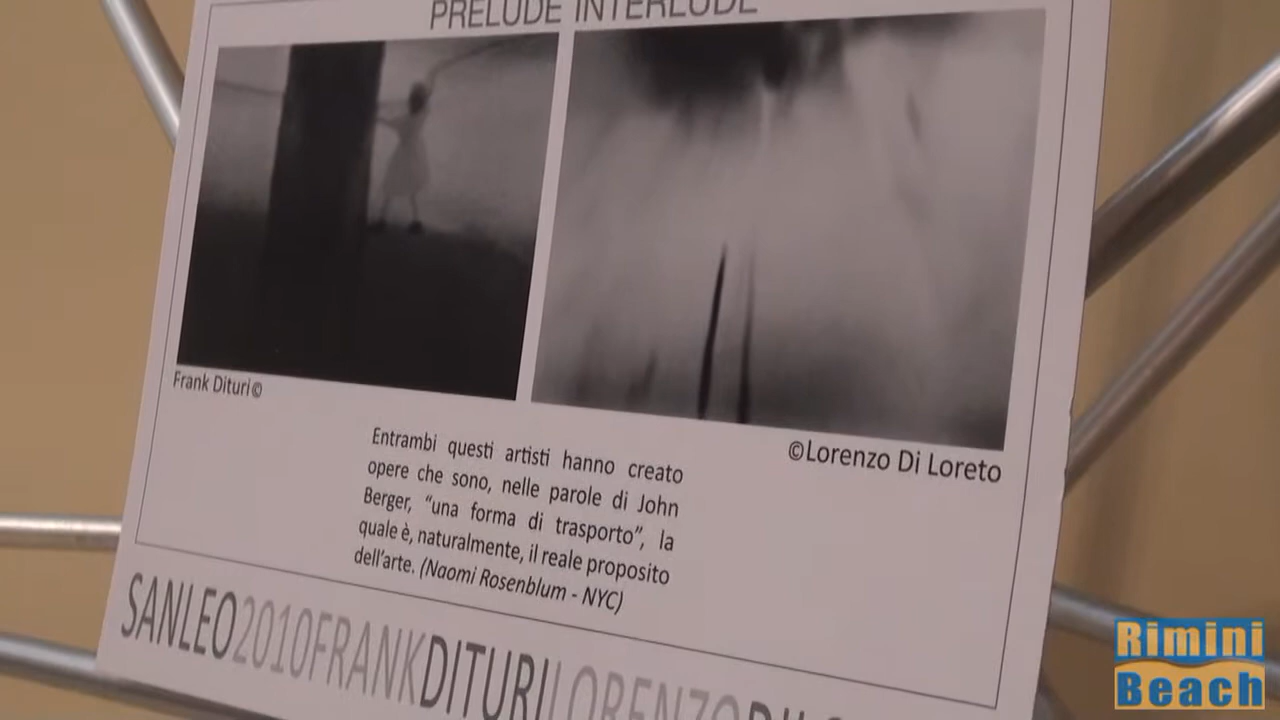 PRELUDE INTERLUDE
Frank Dituri©
©Lorenzo Di Loreto
Entrambi questi artisti hanno creato
opere che sono, nelle parole di John
Berger, “una forma di trasporto”, la
quale è, naturalmente, il reale proposito
dell’arte. (Naomi Rosenblum - NYC)
SANLEO2010FRANKDITURILORENZO
Rimini
Beach